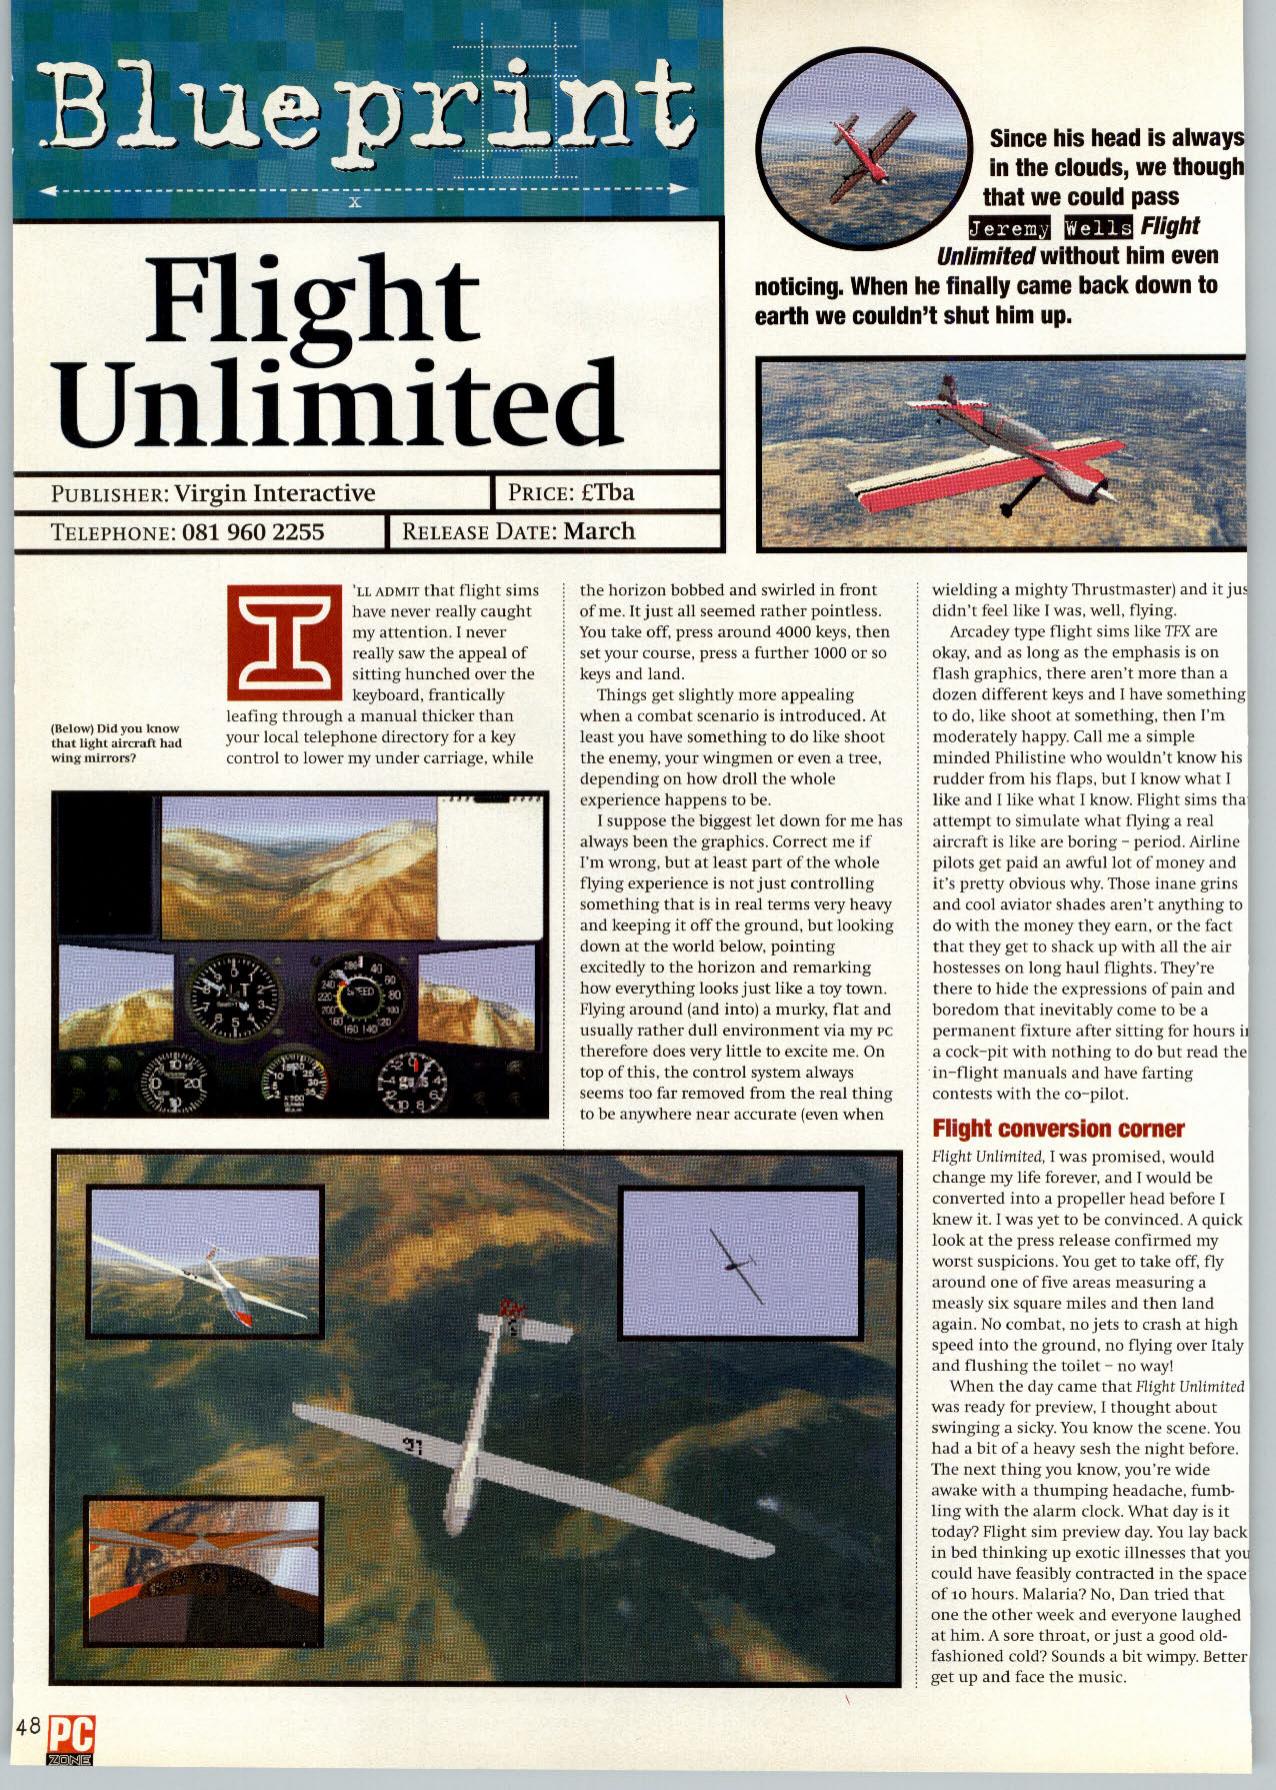 Blueprint
x
Flight
Unlimited
PUBLISHER: Virgin Interactive
PRICE: £Tba
TELEPHONE: 081 960 2255
RELEASE DATE: March
Since his head is always
in the clouds, we though
that we could pass
Jeremy Wells Flight
Unlimited without him even
noticing. When he finally came back down to
earth we couldn't shut him up.
I'LL ADMIT that flight sims
have never really caught
my attention. I never
really saw the appeal of
sitting hunched over the
keyboard, frantically
leafing through a manual thicker than
your local telephone directory for a key
control to lower my under carriage, while
(Below) Did you know
that light aircraft had
wing mirrors?
the horizon bobbed and swirled in front
of me. It just all seemed rather pointless.
You take off, press around 4000 keys, then
set your course, press a further 1000 or so
keys and land.
Things get slightly more appealing
when a combat scenario is introduced. At
least you have something to do like shoot
the enemy, your wingmen or even a tree,
depending on how droll the whole
experience happens to be.
I suppose the biggest let down for me has
always been the graphics. Correct me if
I'm wrong, but at least part of the whole
flying experience is not just controlling
something that is in real terms very heavy
and keeping it off the ground, but looking
down at the world below, pointing
excitedly to the horizon and remarking
how everything looks just like a toy town.
Flying around (and into) a murky, flat and
usually rather dull environment via my PC
therefore does very little to excite me. On
top of this, the control system always
seems too far removed from the real thing
to be anywhere near accurate (even when
wielding a mighty Thrustmaster) and it jus
didn't feel like I was, well, flying.
Arcadey type flight sims like TFX are
okay, and as long as the emphasis is on
flash graphics, there aren't more than a
dozen different keys and I have something
to do, like shoot at something, then I'm
moderately happy. Call me a simple
minded Philistine who wouldn't know his
rudder from his flaps, but I know what I
like and I like what I know. Flight sims tha
attempt to simulate what flying a real
aircraft is like are boring – period. Airline
pilots get paid an awful lot of money and
it's pretty obvious why. Those inane grins
and cool aviator shades aren't anything to
do with the money they earn, or the fact
that they get to shack up with all the air
hostesses on long haul flights. They're
there to hide the expressions of pain and
boredom that inevitably come to be a
permanent fixture after sitting for hours i
a cock-pit with nothing to do but read the
in-flight manuals and have farting
contests with the co-pilot.
Flight conversion corner
Flight Unlimited, I was promised, would
change my life forever, and I would be
converted into a propeller head before I
knew it. I was yet to be convinced. A quick
look at the press release confirmed my
worst suspicions. You get to take off, fly
around one of five areas measuring a
measly six square miles and then land
again. No combat, no jets to crash at high
speed into the ground, no flying over Italy
and flushing the toilet – no way!
When the day came that Flight Unlimited
was ready for preview, I thought about
swinging a sicky. You know the scene. You
had a bit of a heavy sesh the night before.
The next thing you know, you're wide
awake with a thumping headache, fumb-
ling with the alarm clock. What day is it
today? Flight sim preview day. You lay back
in bed thinking up exotic illnesses that you
could have feasibly contracted in the space
of 10 hours. Malaria? No, Dan tried that
one the other week and everyone laughed
at him. A sore throat, or just a good old-
fashioned cold? Sounds a bit wimpy. Better
get up and face the music.
91
48 PC
ZONE